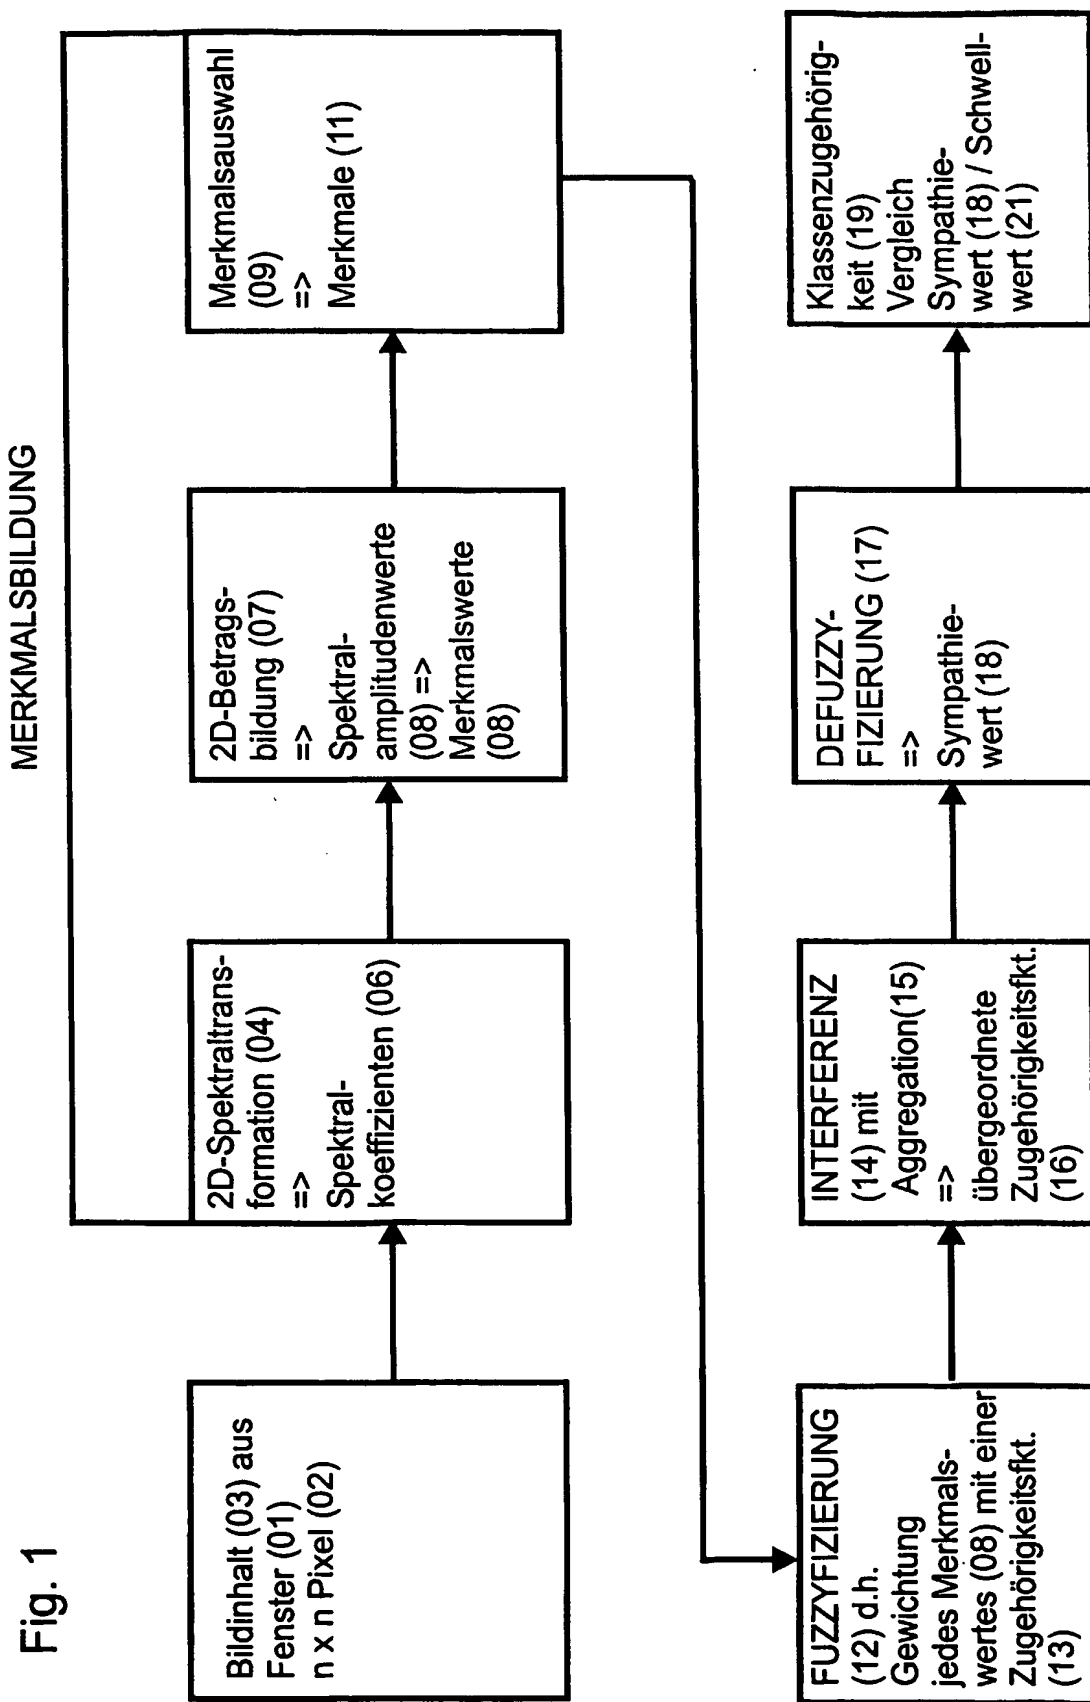 Fig. 1
MERKMALSBILDUNG
Bildinhalt (03) aus
Fenster (01)
n x n Pixel (02)
2D-Spektraltrans-
formation (04)
=>
Spektral-
koeffizienten (06)
2D-Betrags-
bildung (07)
=>
Spektral-
amplitudenwerte
(08) =>
Merkmalswerte
(08)
Merkmalsauswahl
(09)
=>
Merkmale (11)
FUZZYFIZIERUNG
(12) d.h.
Gewichtung
jedes Merkmals-
wertes (08) mit einer
Zugehörigkeitsfkt.
(13)
INTERFERENZ
(14) mit
Aggregation(15)
=>
übergeordnete
Zugehörigkeitsfkt.
(16)
DEFUZZY-
FIZIERUNG (17)
=>
Sympathie-
wert (18)
Klassenzugehörig-
keit (19)
Vergleich
Sympathie-
wert (18) / Schwell-
wert (21)